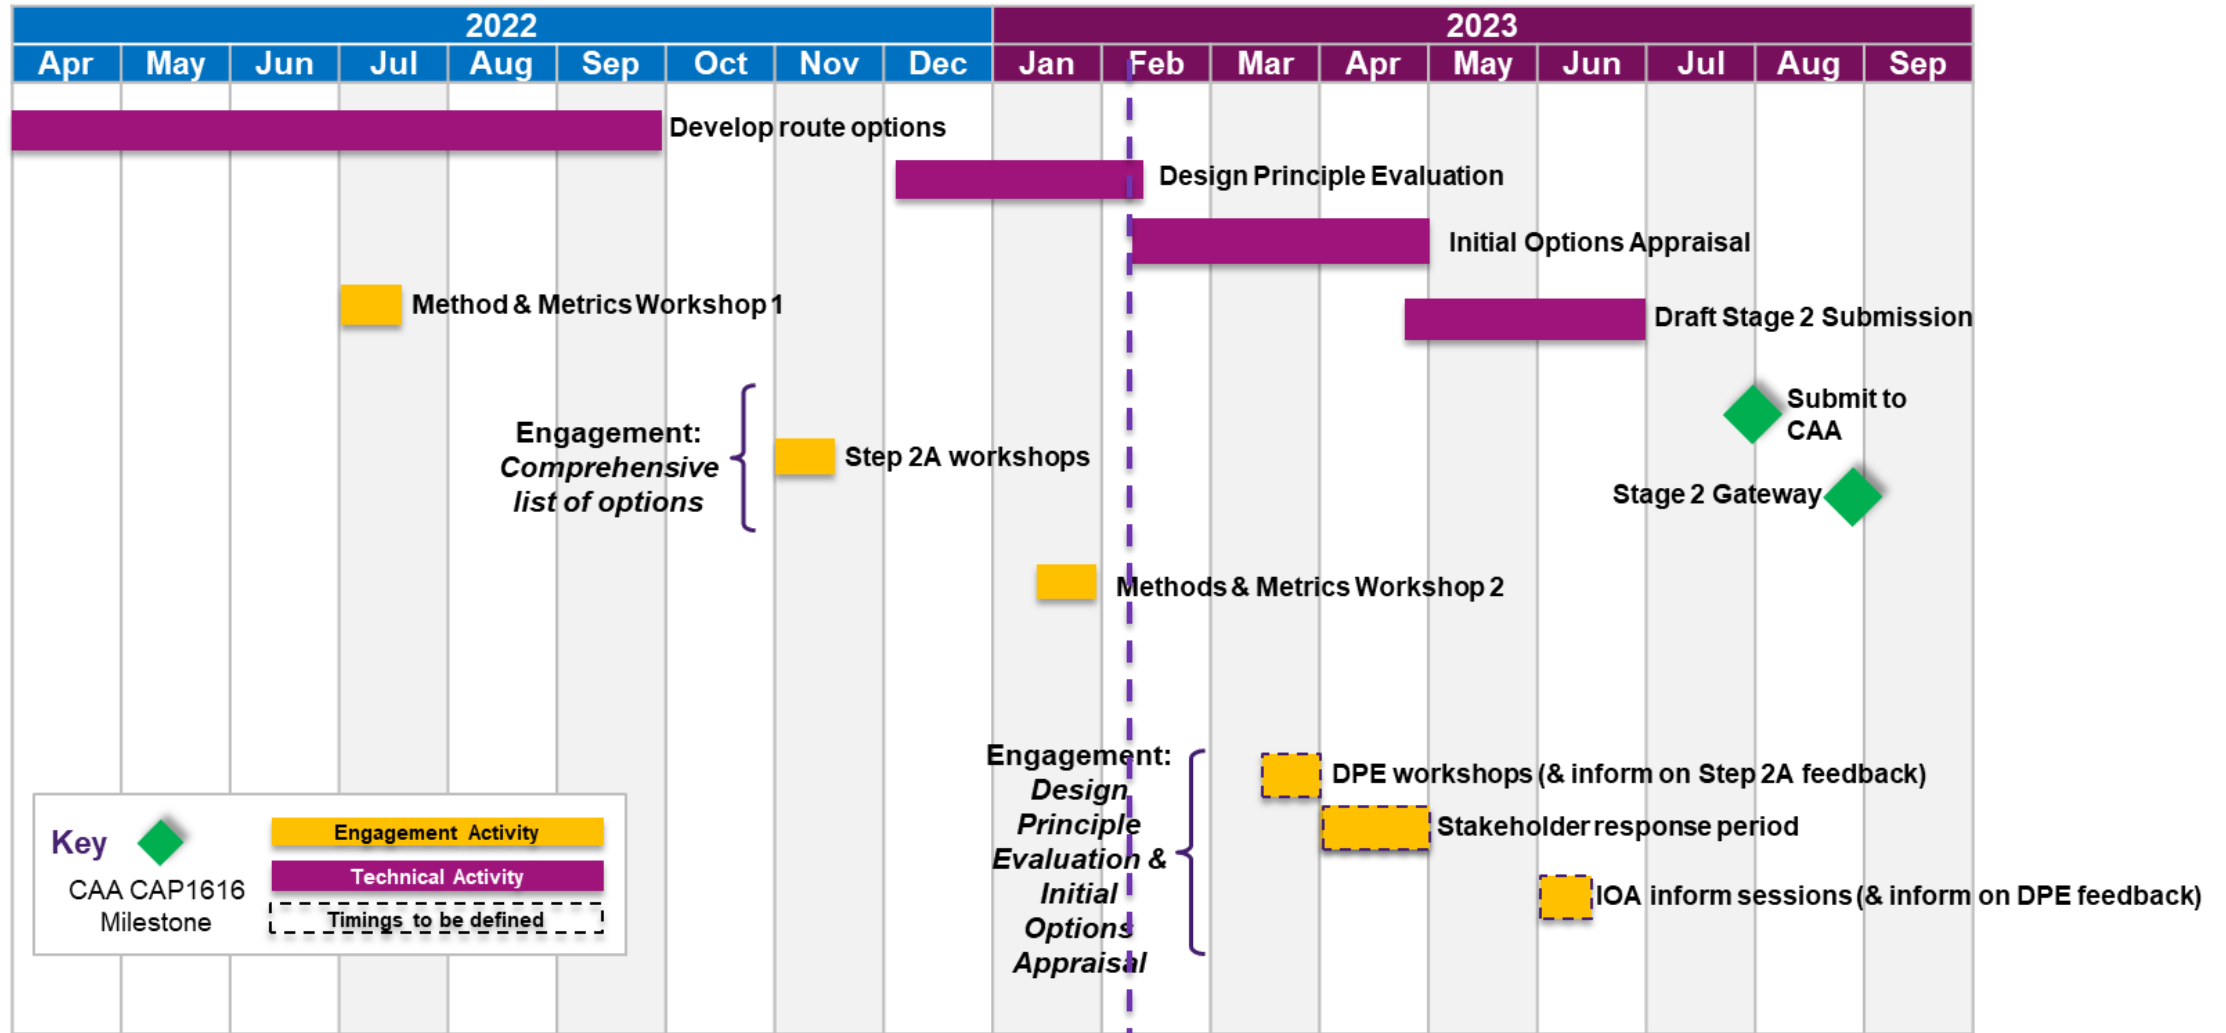 2022 2023
Apr May Jun Jul Aug Sep Oct Nov Dec Jan Feb Mar Apr May Jun Jul Aug Sep
Develop route options
Design Principle Evaluation
Initial Options Appraisal
Method & Metrics Workshop 1
Draft Stage 2 Submission
Submit to
CAA
Engagement:
Comprehensive
list of options
Step 2A workshops
Stage 2 Gateway
Methods & Metrics Workshop 2
Engagement:
Design
Principle
Evaluation &
Initial
Options
Appraisal
DPE workshops (& inform on Step 2A feedback)
Stakeholder response period
IOA inform sessions (& inform on DPE feedback)
Key
CAA CAP1616
Milestone
Engagement Activity
Technical Activity
Timings to be defined